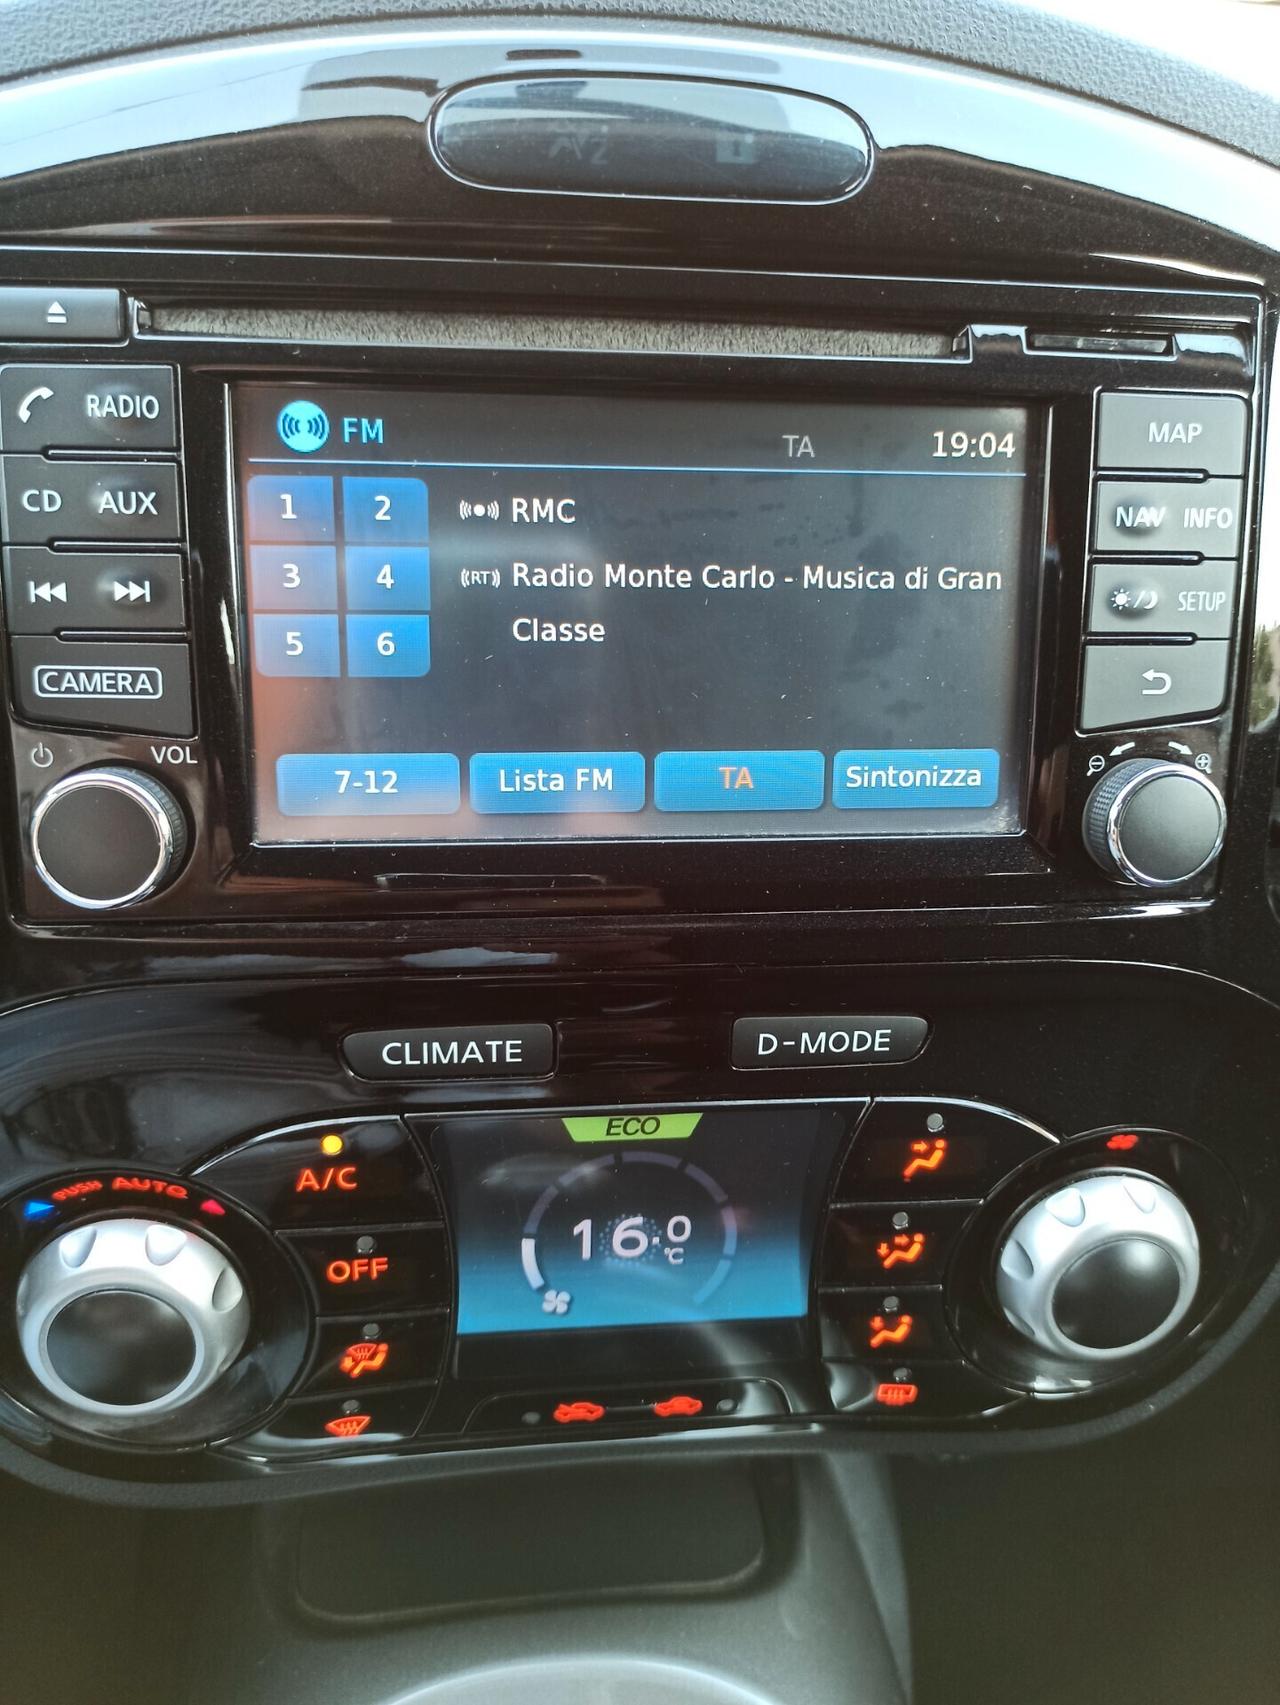 RADIO
CD AUX
CAMERA
VOL
FM
TA 19:04
1 2
3 4
5 6
RMC
(RT) Radio Monte Carlo - Musica di Gran
Classe
7-12 Lista FM TA Sintonizza
MAP
NAV INFO
SETUP
CLIMATE
D-MODE
PUSH AUTO
A/C
OFF
ECO
16.0
°C